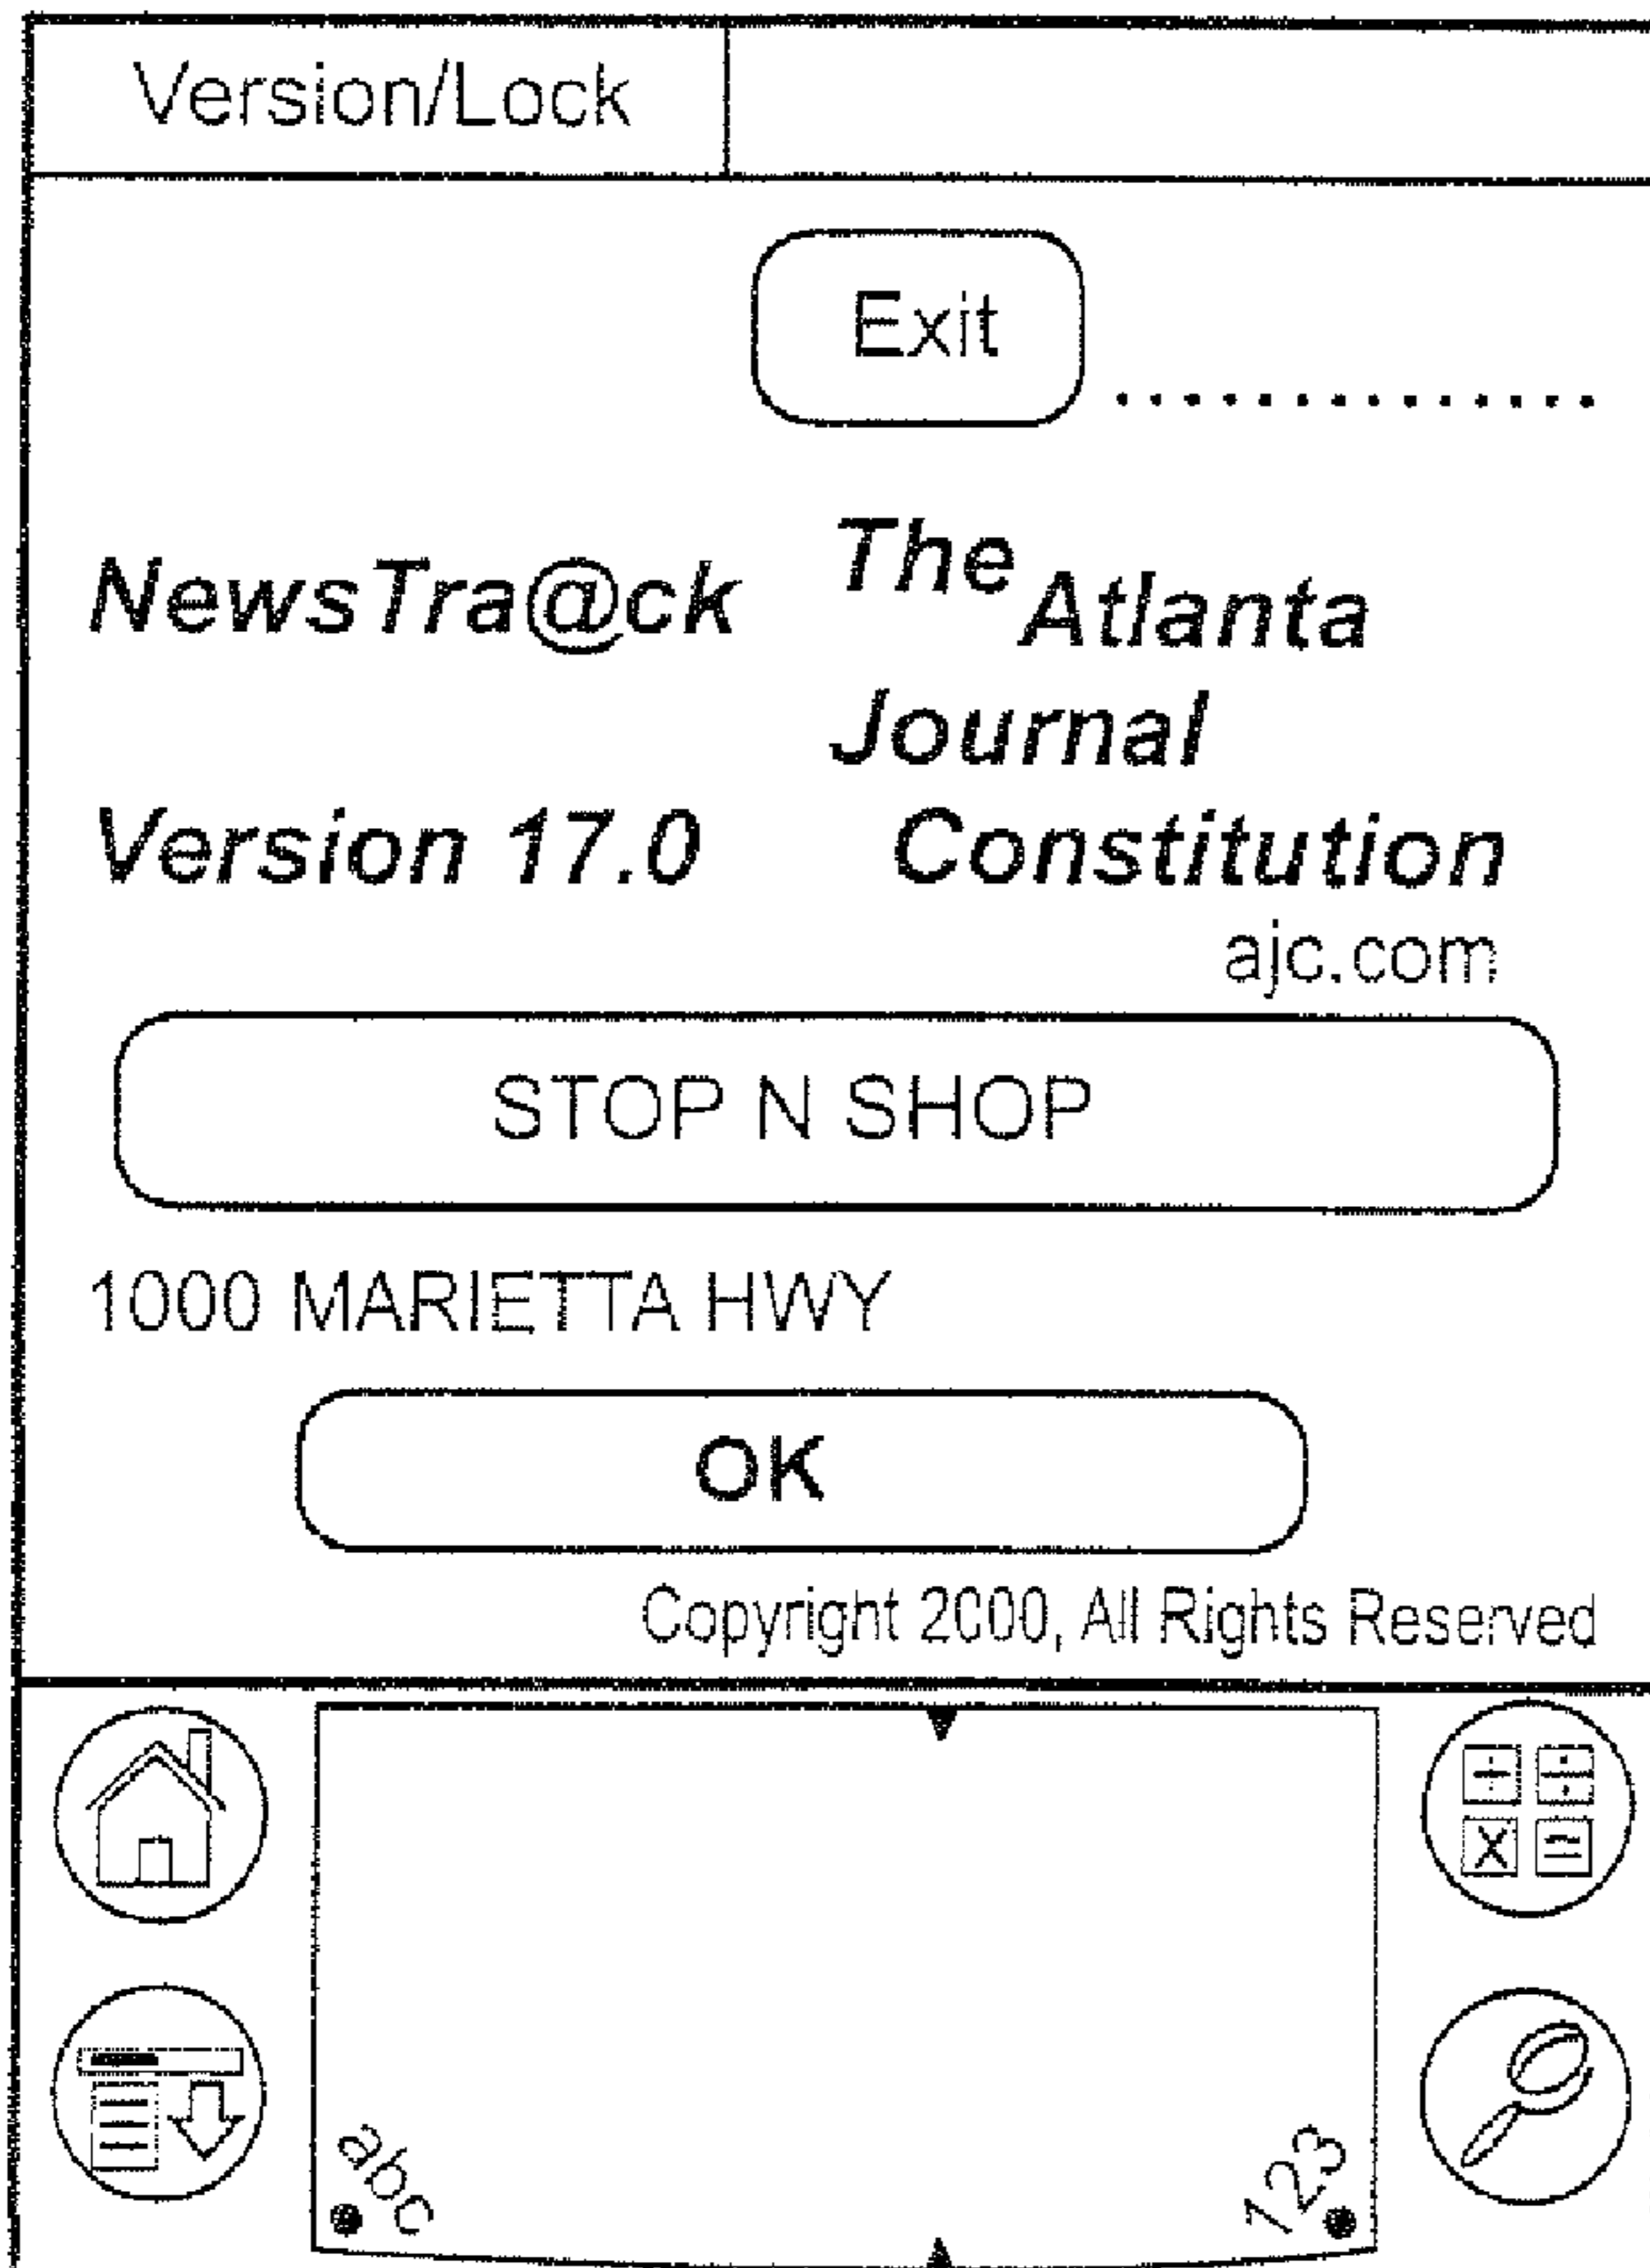 Version/Lock
Exit ..............
NewsTra@ck
Version 17.0
The Atlanta
Journal
Constitution
ajc.com
STOP N SHOP
1000 MARIETTA HWY
OK
Copyright 2000, All Rights Reserved
abc
123